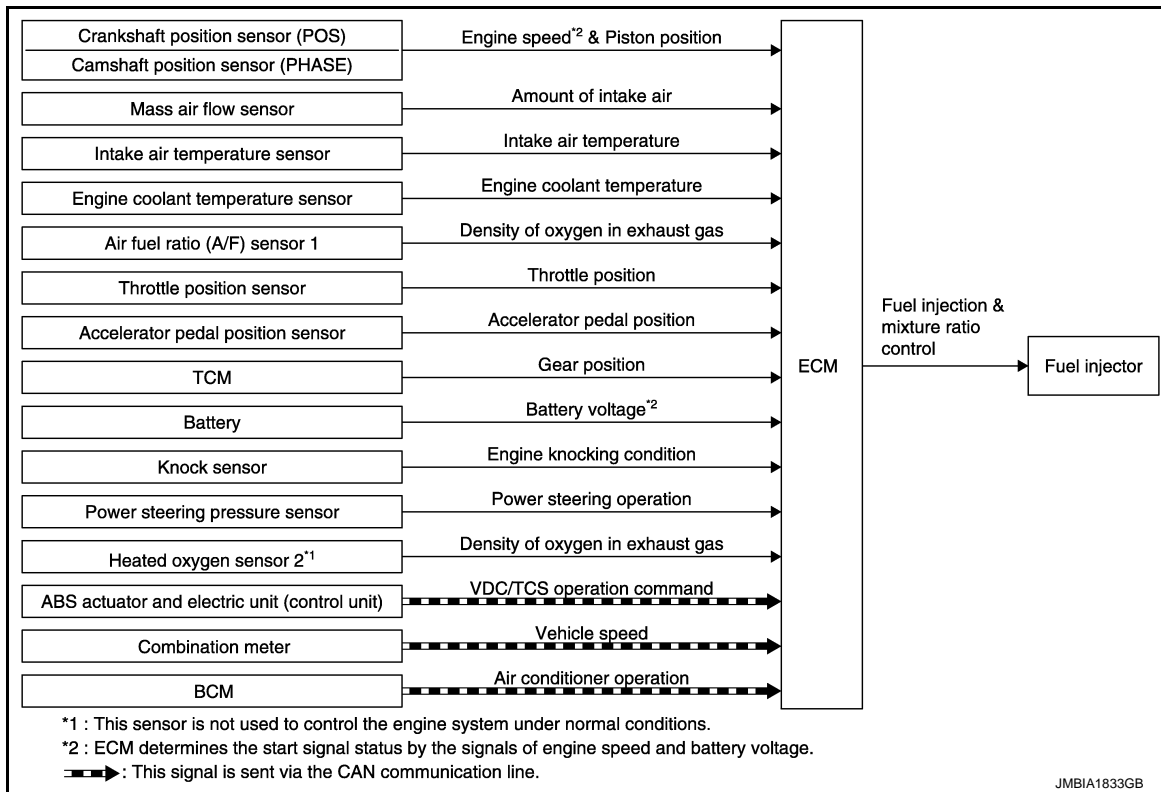 Crankshaft position sensor (POS)
Engine speed*2 & Piston position
Camshaft position sensor (PHASE)
Mass air flow sensor
Amount of intake air
Intake air temperature sensor
Intake air temperature
Engine coolant temperature sensor
Engine coolant temperature
Air fuel ratio (A/F) sensor 1
Density of oxygen in exhaust gas
Throttle position sensor
Throttle position
Accelerator pedal position sensor
Accelerator pedal position
TCM
Gear position
Battery
Battery voltage*2
Knock sensor
Engine knocking condition
Power steering pressure sensor
Power steering operation
Heated oxygen sensor 2*1
Density of oxygen in exhaust gas
ABS actuator and electric unit (control unit)
VDC/TCS operation command
Combination meter
Vehicle speed
BCM
Air conditioner operation
ECM
Fuel injection &
mixture ratio
control
Fuel injector
*1 : This sensor is not used to control the engine system under normal conditions.
*2 : ECM determines the start signal status by the signals of engine speed and battery voltage.
: This signal is sent via the CAN communication line.
JMBIA1833GB